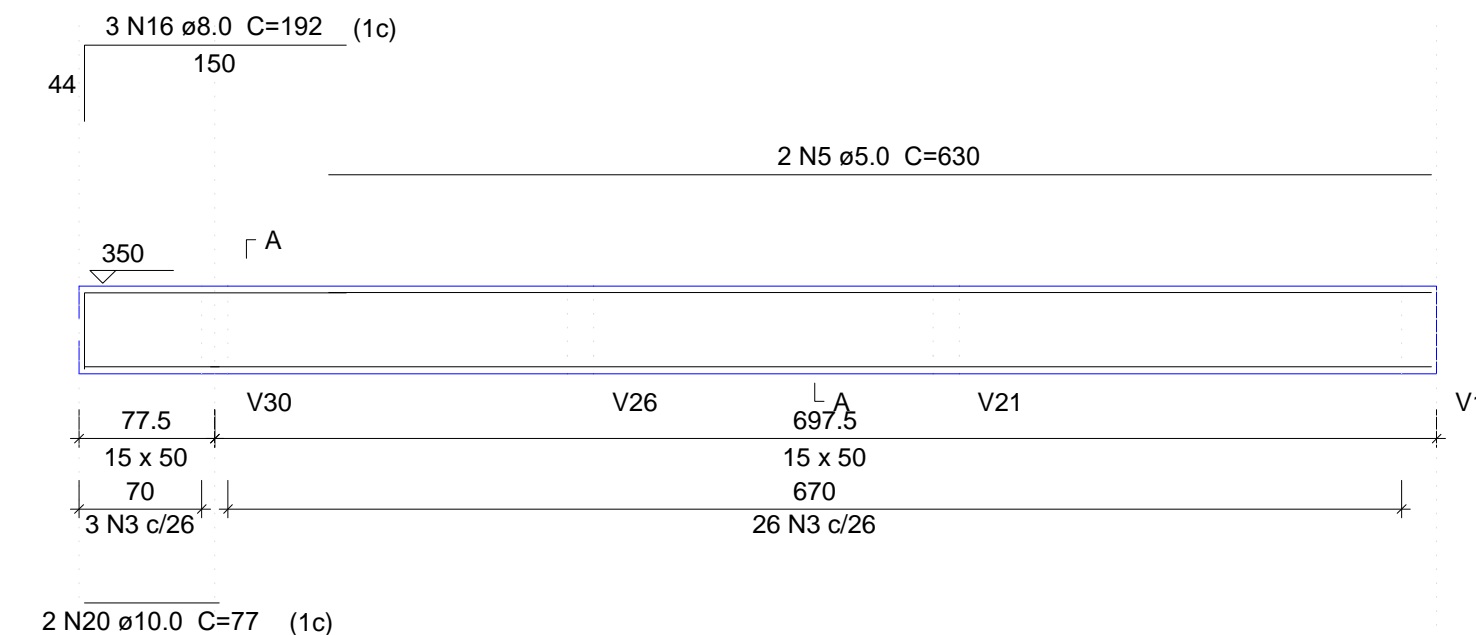 3 N16 ø8.0 C=192 (1c)
150
44
2 N5 ø5.0 C=630
A
350
V30 V26 A V21
77.5 697.5
15 x 50 15 x 50
70 670
3 N3 c/26 26 N3 c/26
2 N20 ø10.0 C=77 (1c)